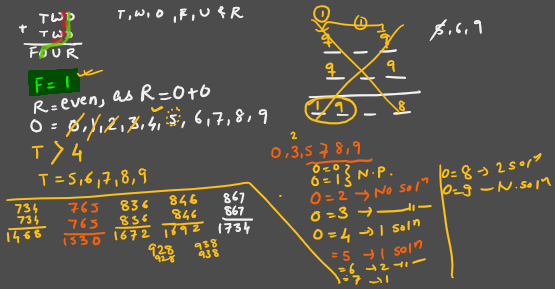 TWO
+ TWO
FOUR
T, W, O, F, U & R
F = 1
R = even, as R = O + O
O = 0, 1, 2, 3, 4, 5, 6, 7, 8, 9
T > 4
T = 5, 6, 7, 8, 9
734
734
1468
765
765
1530
836
836
1672
846
846
1692
867
867
1734
928
928
938
938
1 1
9 9
9 9
1 9 8
5, 6, 9
2
0, 3, 5 7 8, 9
O = 0
O = 1 } N.P.
O = 2 → No soln
O = 3 → —
O = 4 → 1 soln
= 5 → 1 soln
= 6 → 2 —
= 7 → 1
O = 8 → 2 soln
O = 9 — N. soln